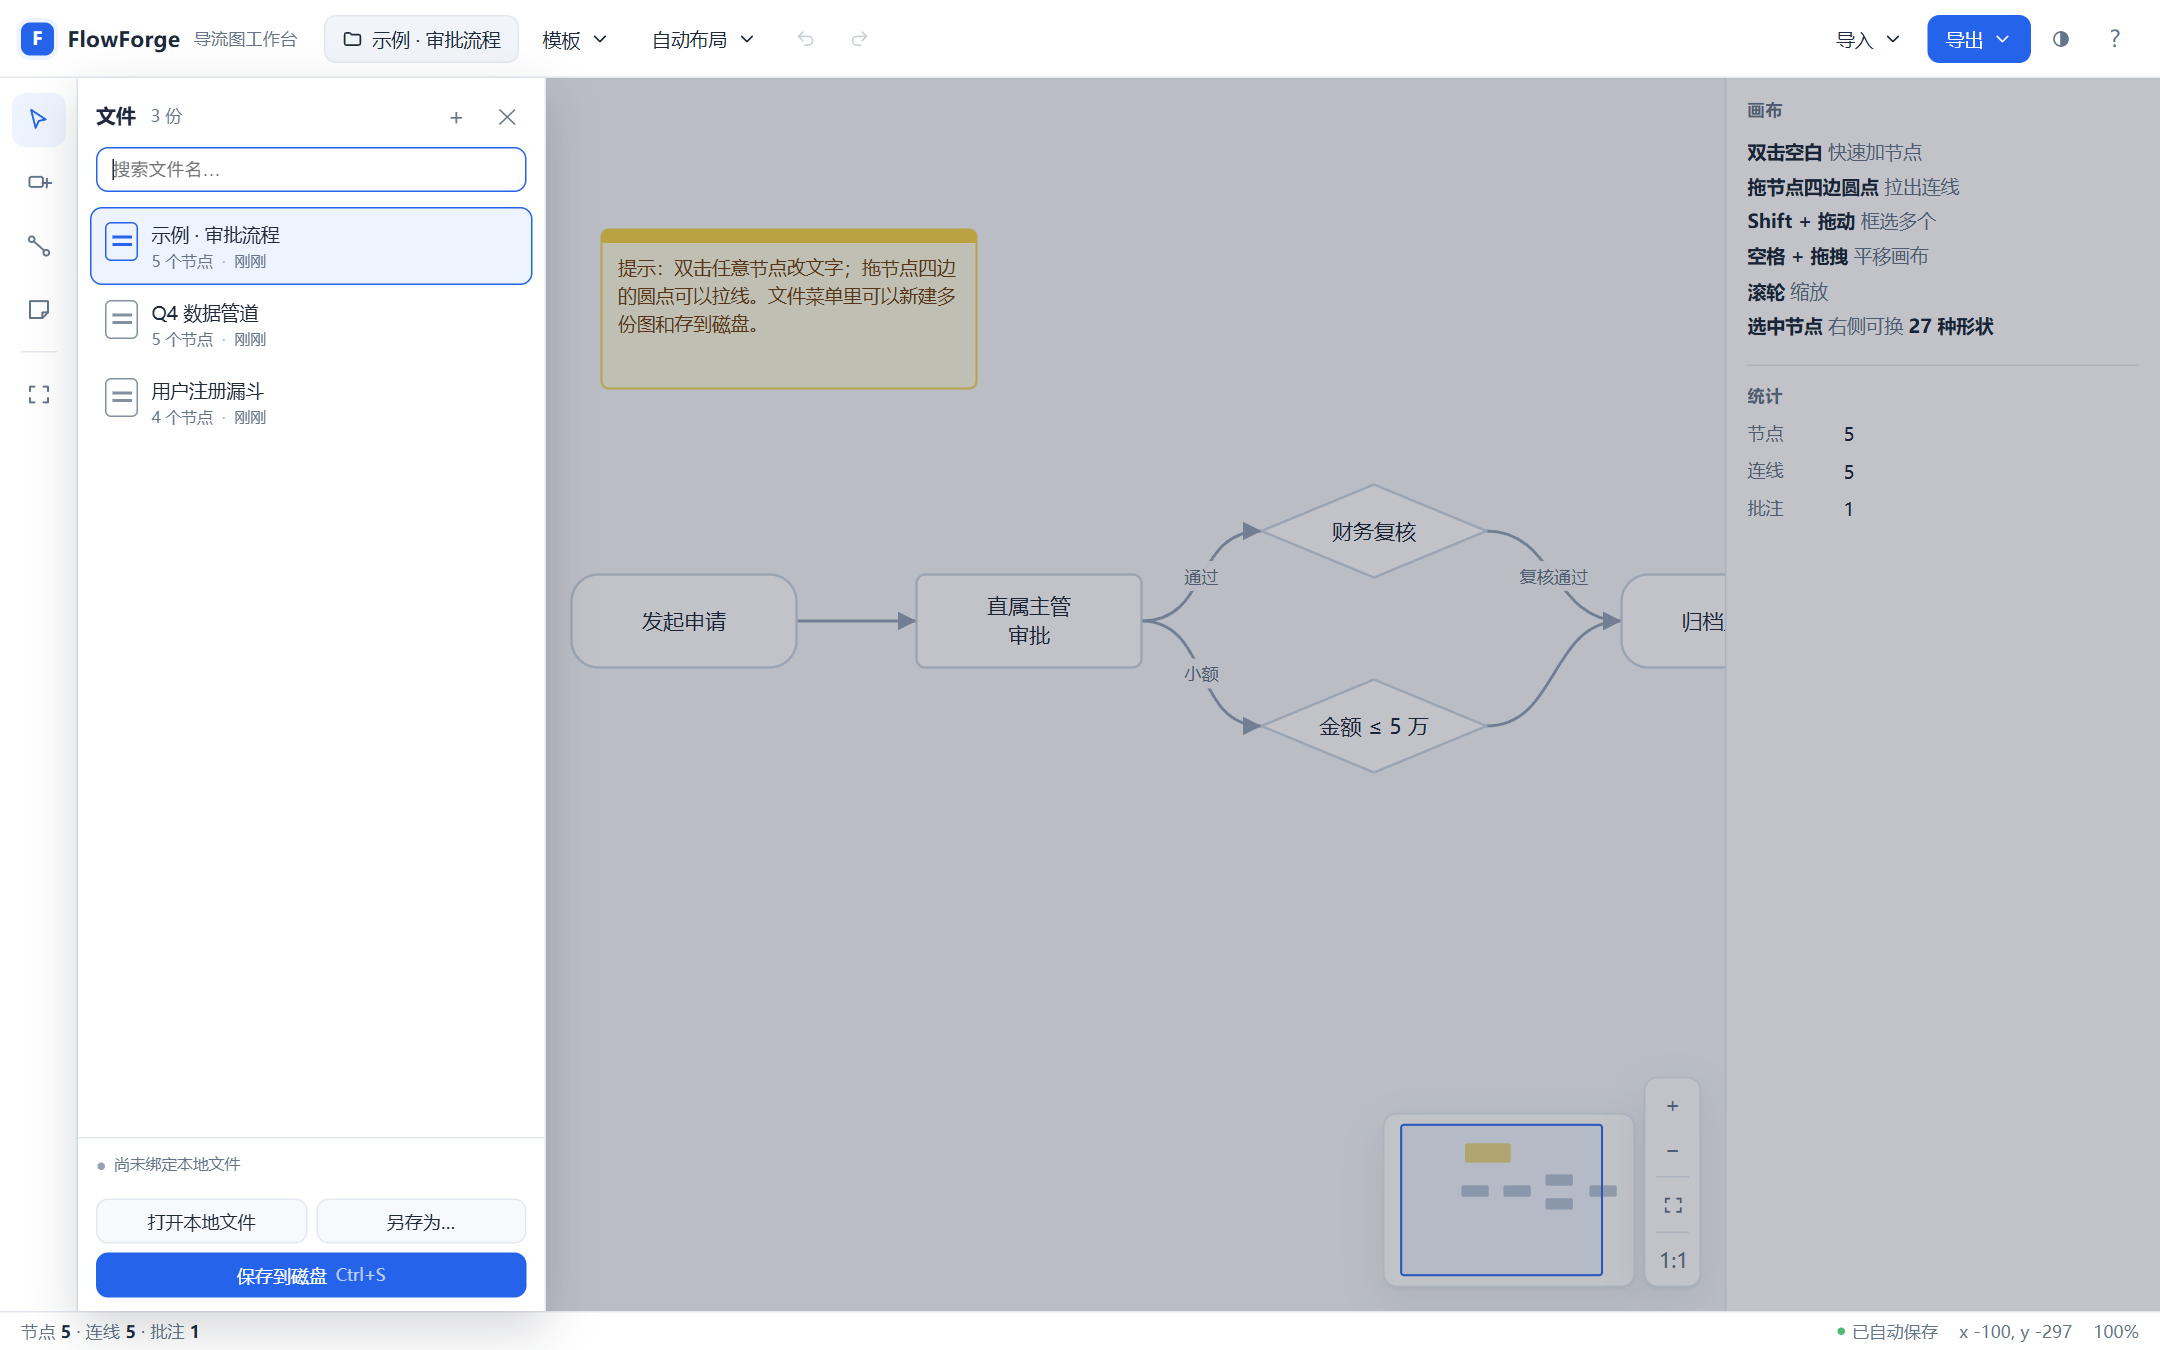 F FlowForge 导流图工作台 示例 · 审批流程 模板 自动布局 导入 导出 ?
文件 3 份 +
搜索文件名...
示例 · 审批流程
5 个节点 · 刚刚
Q4 数据管道
5 个节点 · 刚刚
用户注册漏斗
4 个节点 · 刚刚
尚未绑定本地文件
打开本地文件 另存为...
保存到磁盘 Ctrl+S
提示：双击任意节点改文字；拖节点四边
的圆点可以拉线。文件菜单里可以新建多
份图和存到磁盘。
发起申请
直属主管
审批
通过
小额
财务复核
金额 ≤ 5 万
复核通过
归档
+
−
1:1
画布
双击空白 快速加节点
拖节点四边圆点 拉出连线
Shift + 拖动 框选多个
空格 + 拖拽 平移画布
滚轮 缩放
选中节点 右侧可换 27 种形状
统计
节点 5
连线 5
批注 1
节点 5 · 连线 5 · 批注 1
已自动保存 x -100, y -297 100%